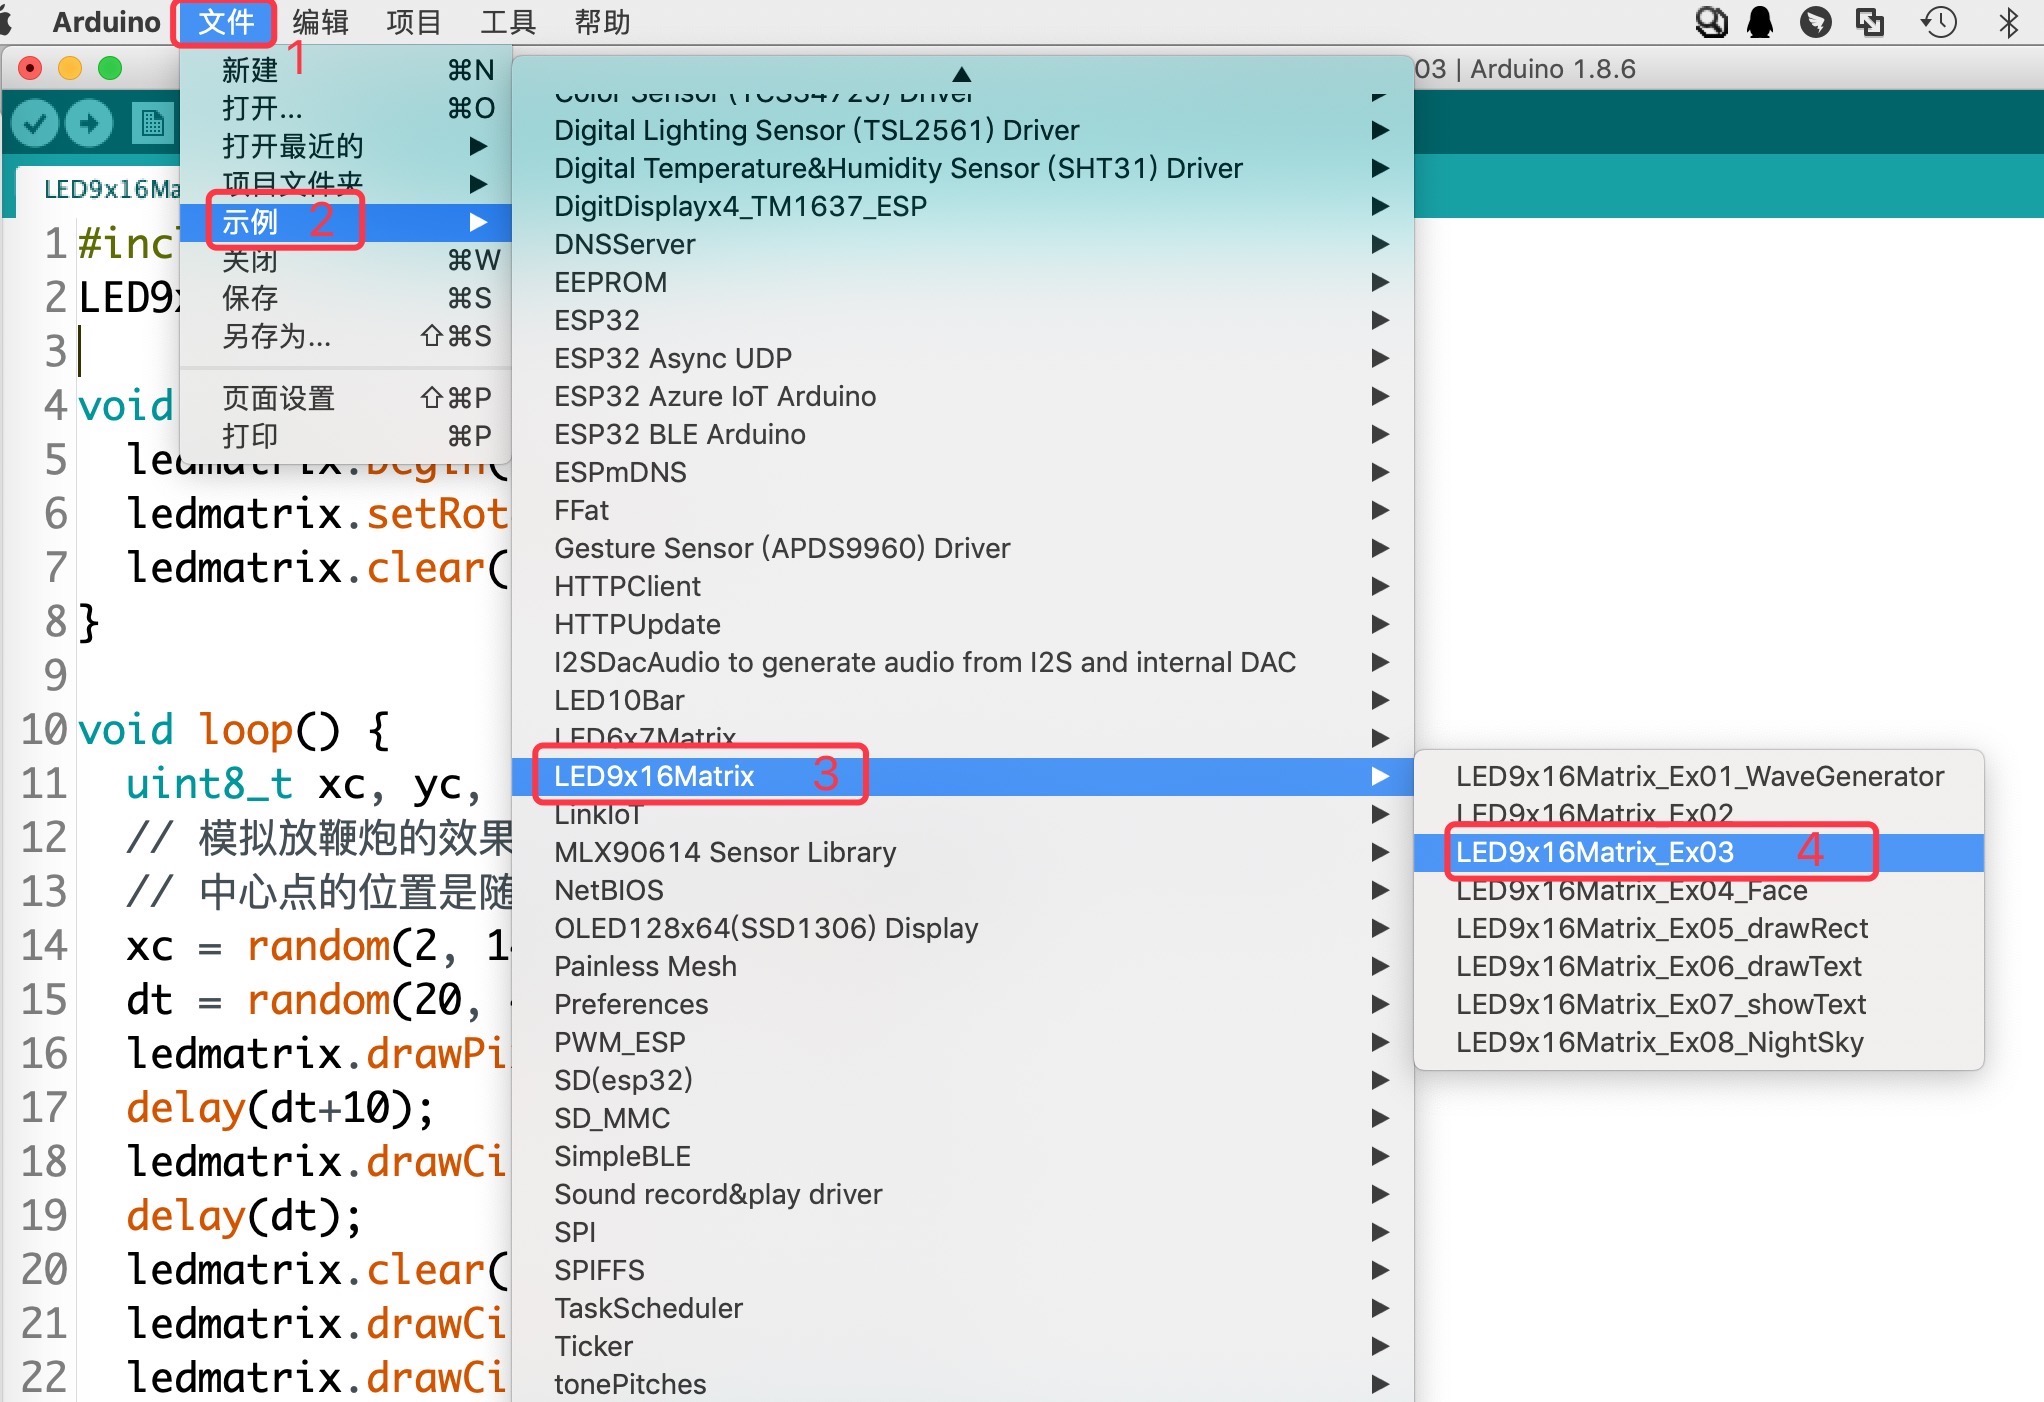 Arduino 文件 编辑 项目 工具 帮助
1
03 | Arduino 1.8.6
新建 ⌘N
打开... ⌘O
打开最近的 ▶
项目文件夹 ▶
示例 2 ▶
关闭 ⌘W
保存 ⌘S
另存为... ⇧⌘S
页面设置 ⇧⌘P
打印 ⌘P
Color Sensor (TCS34725) Driver
Digital Lighting Sensor (TSL2561) Driver
Digital Temperature&Humidity Sensor (SHT31) Driver
DigitDisplayx4_TM1637_ESP
DNSServer
EEPROM
ESP32
ESP32 Async UDP
ESP32 Azure IoT Arduino
ESP32 BLE Arduino
ESPmDNS
FFat
Gesture Sensor (APDS9960) Driver
HTTPClient
HTTPUpdate
I2SDacAudio to generate audio from I2S and internal DAC
LED10Bar
LED6x7Matrix
LED9x16Matrix 3
LinkIoT
MLX90614 Sensor Library
NetBIOS
OLED128x64(SSD1306) Display
Painless Mesh
Preferences
PWM_ESP
SD(esp32)
SD_MMC
SimpleBLE
Sound record&play driver
SPI
SPIFFS
TaskScheduler
Ticker
tonePitches
LED9x16Matrix_Ex01_WaveGenerator
LED9x16Matrix_Ex02
LED9x16Matrix_Ex03 4
LED9x16Matrix_Ex04_Face
LED9x16Matrix_Ex05_drawRect
LED9x16Matrix_Ex06_drawText
LED9x16Matrix_Ex07_showText
LED9x16Matrix_Ex08_NightSky
LED9x16Ma
1 #inc
2 LED9x
3
4 void
5 ledmatrix.begin(
6 ledmatrix.setRot
7 ledmatrix.clear(
8 }
9
10 void loop() {
11 uint8_t xc, yc,
12 // 模拟放鞭炮的效果
13 // 中心点的位置是随
14 xc = random(2, 1
15 dt = random(20,
16 ledmatrix.drawPi
17 delay(dt+10);
18 ledmatrix.drawCi
19 delay(dt);
20 ledmatrix.clear(
21 ledmatrix.drawCi
22 ledmatrix.drawCi